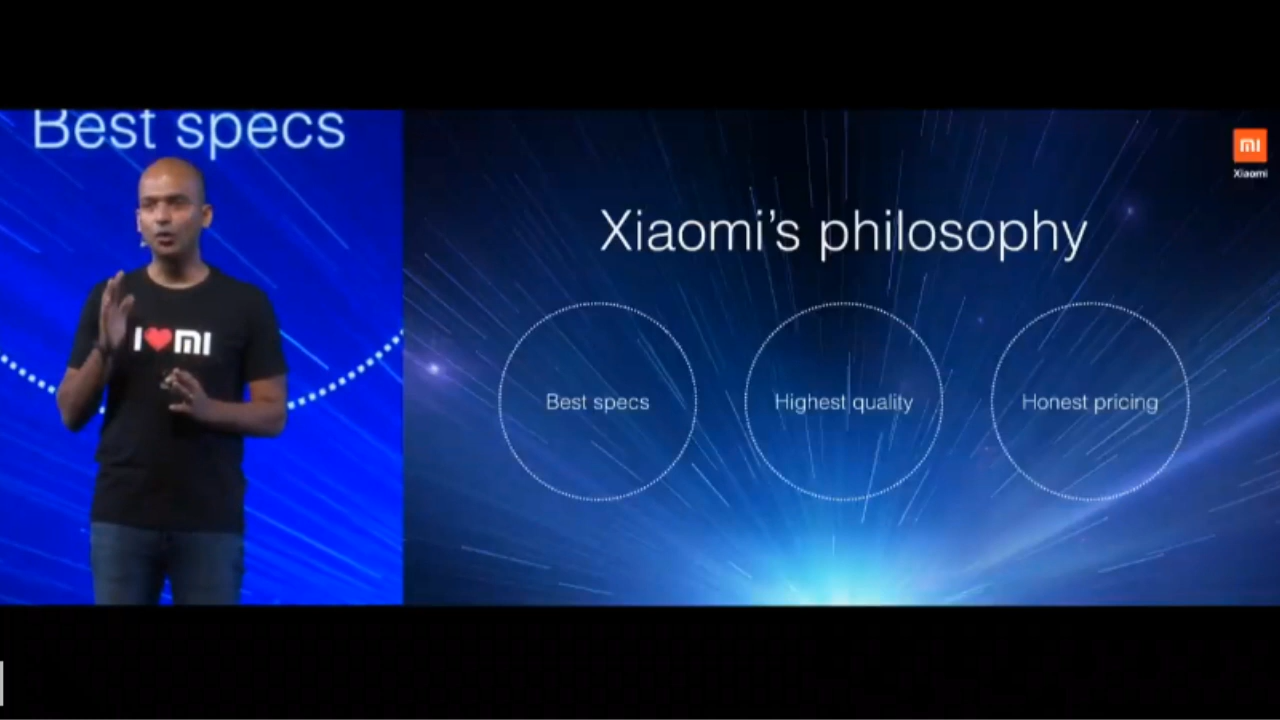 Best specs
I ❤ MI
MI
Xiaomi
Xiaomi's philosophy
Best specs
Highest quality
Honest pricing